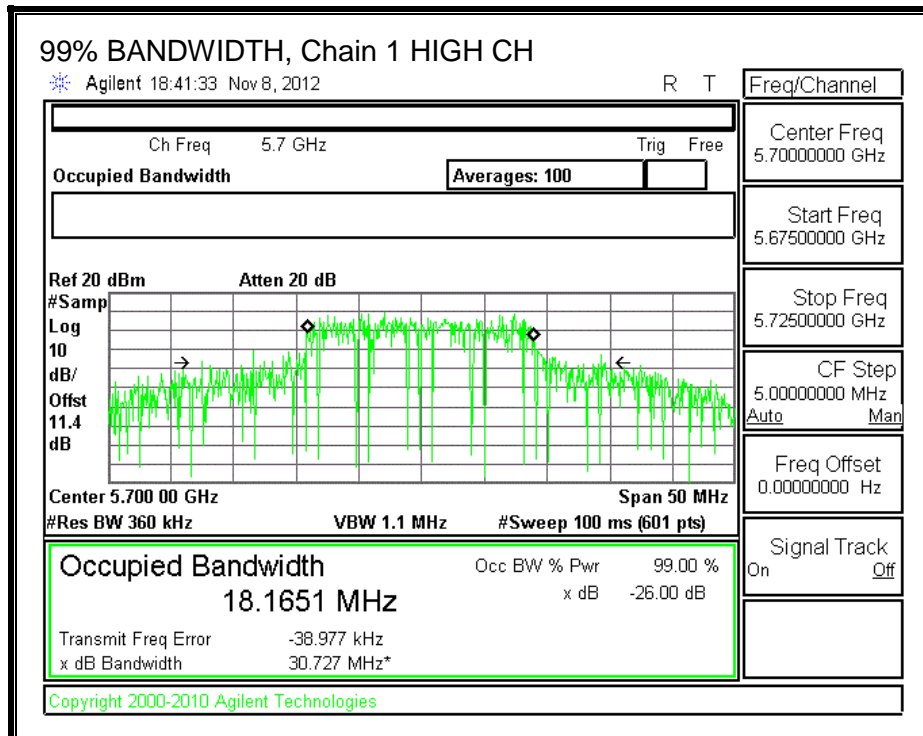 99% BANDWIDTH, Chain 1 HIGH CH
Agilent 18:41:33 Nov 8, 2012 R T
Freq/Channel
Ch Freq 5.7 GHz Trig Free
Occupied Bandwidth Averages: 100
Center Freq
5.70000000 GHz
Start Freq
5.67500000 GHz
Stop Freq
5.72500000 GHz
CF Step
5.00000000 MHz
Auto Man
Freq Offset
0.00000000 Hz
Signal Track
On Off
Ref 20 dBm Atten 20 dB
#Samp
Log
10
dB/
Offst
11.4
dB
Center 5.700 00 GHz Span 50 MHz
#Res BW 360 kHz VBW 1.1 MHz #Sweep 100 ms (601 pts)
Occupied Bandwidth Occ BW % Pwr 99.00 %
18.1651 MHz x dB -26.00 dB
Transmit Freq Error -38.977 kHz
x dB Bandwidth 30.727 MHz*
Copyright 2000-2010 Agilent Technologies